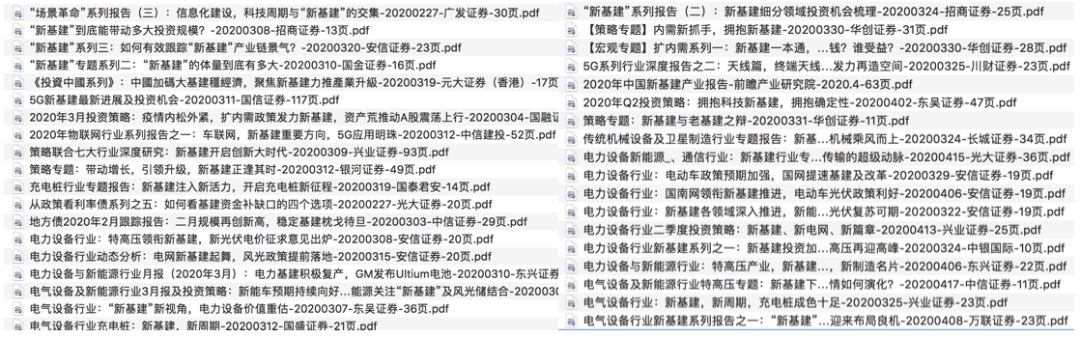 “场景革命”系列报告（三）：信息化建设，科技周期与“新基建”的交集-20200227-广发证券-30页.pdf
“新基建”到底能带动多大投资规模？-20200308-招商证券-13页.pdf
“新基建”系列三：如何有效跟踪“新基建”产业链景气？-20200320-安信证券-23页.pdf
“新基建”专题系列二：“新基建”的体量到底有多大-20200310-国金证券-16页.pdf
《投資中國系列》：中國加碼大基建穩經濟，聚焦新基建力推產業升級-20200319-元大证券（香港）-17页
5G新基建最新进展及投资机会-20200311-国信证券-117页.pdf
2020年3月投资策略：疫情内松外紧，扩内需政策发力新基建，资产荒推动A股震荡上行-20200304-国融证
2020年物联网行业系列报告之一：车联网，新基建重要方向，5G应用明珠-20200312-中信建投-52页.pdf
策略联合七大行业深度研究：新基建开启创新大时代-20200309-兴业证券-93页.pdf
策略专题：带动增长，引领升级，新基建正逢其时-20200312-银河证券-49页.pdf
充电桩行业专题报告：新基建注入新活力，开启充电桩新征程-20200319-国泰君安-14页.pdf
从政策看利率债系列之五：如何看基建资金补缺口的四个选项-20200227-光大证券-20页.pdf
地方债2020年2月跟踪报告：二月规模再创新高，稳定基建枕戈待旦-20200303-中信证券-29页.pdf
电力设备行业：特高压领衔新基建，新光伏电价征求意见出炉-20200308-安信证券-20页.pdf
电力设备行业动态分析：电网新基建起舞，风光政策提前落地-20200315-安信证券-20页.pdf
电力设备与新能源行业月报（2020年3月）：电力基建积极复产，GM发布Ultium电池-20200310-东兴证券
电气设备及新能源行业3月报及投资策略：新能车预期持续向好...能源关注“新基建”及风光储结合-2020030
电气设备行业：“新基建”新视角，电力设备价值重估-20200307-东吴证券-36页.pdf
电气设备行业充电桩：新基建，新周期-20200312-国盛证券-21页.pdf
“新基建”系列报告（二）：新基建细分领域投资机会梳理-20200324-招商证券-25页.pdf
【策略专题】内需新抓手，拥抱新基建-20200330-华创证券-31页.pdf
【宏观专题】扩内需系列一：新基建一本通，...钱？谁受益？-20200330-华创证券-28页.pdf
5G系列行业深度报告之二：天线篇，终端天线...发力再造空间-20200325-川财证券-23页.pdf
2020年中国新基建产业报告-前瞻产业研究院-2020.4-63页.pdf
2020年Q2投资策略：拥抱科技新基建，拥抱确定性-20200402-东吴证券-47页.pdf
策略专题：新基建与老基建之辩-20200331-华创证券-11页.pdf
传统机械设备及卫星制造行业专题报告：新基...机械乘风而上-20200324-长城证券-34页.pdf
电力设备新能源_、通信行业：新基建行业专...传输的超级动脉-20200415-光大证券-36页.pdf
电力设备行业：电动车政策预期加强，国网提速基建及改革-20200329-安信证券-19页.pdf
电力设备行业：国南网领衔新基建推进，电动车光伏政策利好-20200406-安信证券-19页.pdf
电力设备行业：新基建各领域深入推进，新能...光伏复苏可期-20200322-安信证券-19页.pdf
电力设备行业二季度投资策略：新基建、新电网、新篇章-20200413-兴业证券-25页.pdf
电力设备行业新基建系列之一：新基建投资加...高压再迎高峰-20200324-中银国际-10页.pdf
电力设备与新能源行业：特高压产业，新基建...，新制造名片-20200406-东兴证券-22页.pdf
电气设备及新能源行业特高压专题：新基建下...情如何演化？-20200417-中信证券-11页.pdf
电气设备行业：新基建，新周期，充电桩成色十足-20200325-兴业证券-23页.pdf
电气设备行业新基建系列报告之一：“新基建”...迎来布局良机-20200408-万联证券-23页.pdf